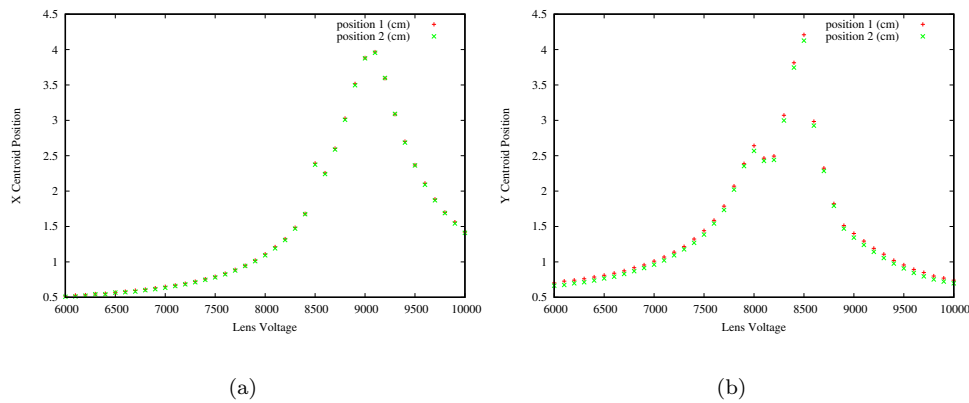 4.5
4
3.5
3
2.5
2
1.5
1
0.5
6000 6500 7000 7500 8000 8500 9000 9500 10000
X Centroid Position
Lens Voltage
position 1 (cm)
position 2 (cm)
(a)
4.5
4
3.5
3
2.5
2
1.5
1
0.5
6000 6500 7000 7500 8000 8500 9000 9500 10000
Y Centroid Position
Lens Voltage
position 1 (cm)
position 2 (cm)
(b)